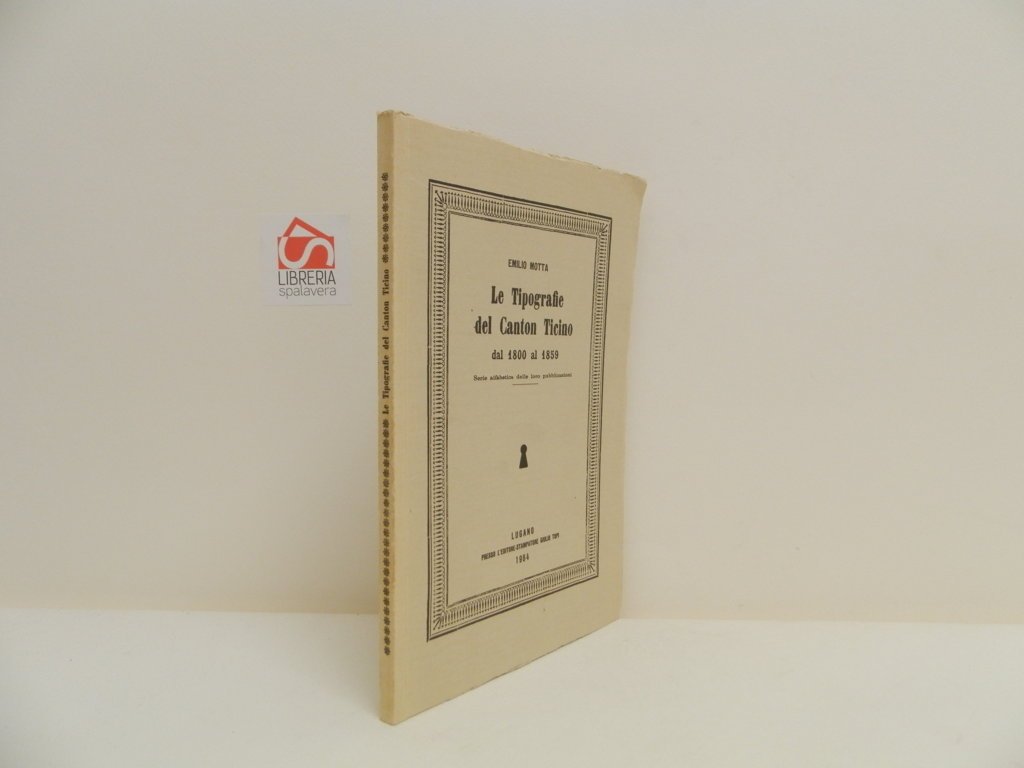 LIBRERIA
spalavera
Le Tipografie del Canton Ticino
EMILIO MOTTA
Le Tipografie
del Canton Ticino
dal 1800 al 1859
Serie alfabetica delle loro pubblicazioni
LUGANO
PRESSO L'EDITORE-STAMPATORE GIULIO TOPI
1964